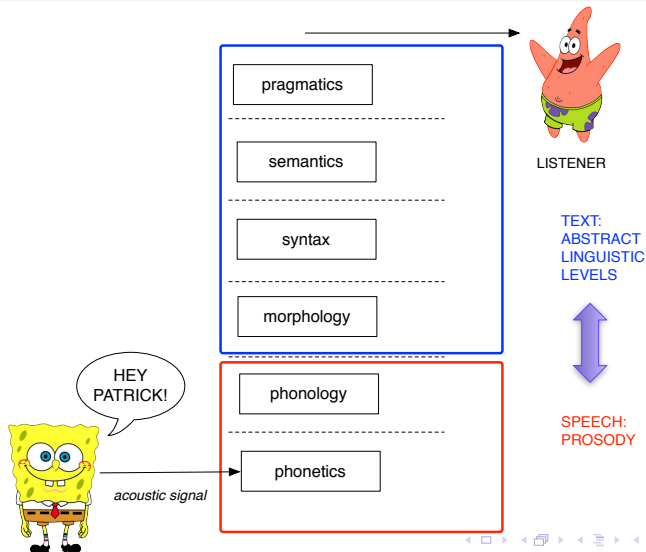 pragmatics
LISTENER
semantics
TEXT:
ABSTRACT
LINGUISTIC
LEVELS
syntax
morphology
HEY
PATRICK!
phonology
SPEECH:
PROSODY
phonetics
acoustic signal